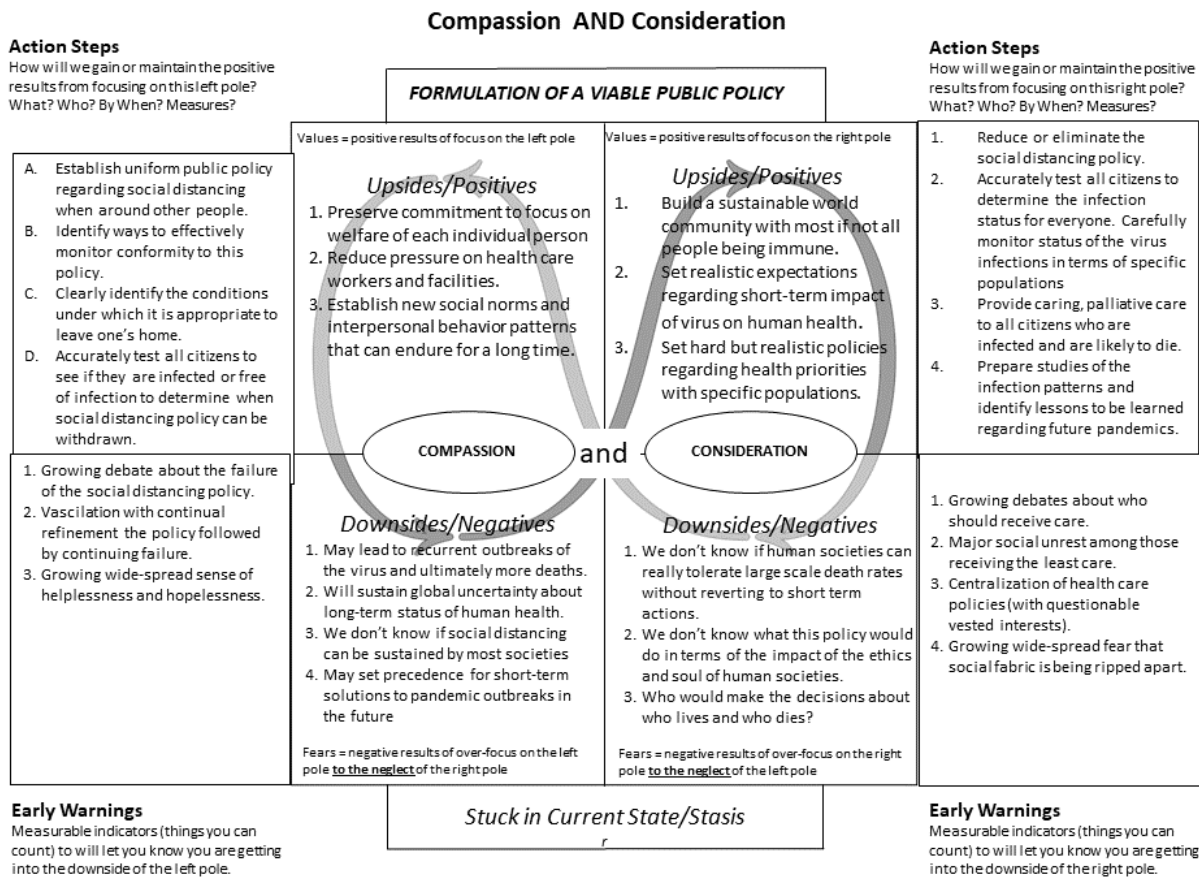 Compassion AND Consideration
Action Steps
How will we gain or maintain the positive
results from focusing on this left pole?
What? Who? By When? Measures?
Action Steps
How will we gain or maintain the positive
results from focusing on thisright pole?
What? Who? By When? Measures?
FORMULATION OF A VIABLE PUBLIC POLICY
A. Establish uniform public policy
regarding social distancing
when around other people.
B. Identify ways to effectively
monitor conformity to this
policy.
C. Clearly identify the conditions
under which it is appropriate to
leave one's home.
D. Accurately test all citizens to
see if they are infected or free
of infection to determine when
social distancing policy can be
withdrawn.
Values = positive results of focus on the left pole
Upsides/Positives
1. Preserve commitment to focus on
welfare of each individual person
2. Reduce pressure on health care
workers and facilities.
3. Establish new social norms and
interpersonal behavior patterns
that can endure for a long time.
Values = positive results of focus on the right pole
Upsides/Positives
1. Build a sustainable world
community with most if not all
people being immune.
2. Set realistic expectations
regarding short-term impact
of virus on human health.
3. Set hard but realistic policies
regarding health priorities
with specific populations.
1. Reduce or eliminate the
social distancing policy.
2. Accurately test all citizens to
determine the infection
status for everyone. Carefully
monitor status of the virus
infections in terms of specific
populations
3. Provide caring, palliative care
to all citizens who are
infected and are likely to die.
4. Prepare studies of the
infection patterns and
identify lessons to be learned
regarding future pandemics.
COMPASSION
and
CONSIDERATION
1. Growing debate about the failure
of the social distancing policy.
2. Vascilation with continual
refinement the policy followed
by continuing failure.
3. Growing wide-spread sense of
helplessness and hopelessness.
Downsides/Negatives
1. May lead to recurrent outbreaks of
the virus and ultimately more deaths.
2. Will sustain global uncertainty about
long-term status of human health.
3. We don't know if social distancing
can be sustained by most societies
4. May set precedence for short-term
solutions to pandemic outbreaks in
the future
Fears = negative results of over-focus on the left
pole to the neglect of the right pole
Downsides/Negatives
1. We don't know if human societies can
really tolerate large scale death rates
without reverting to short term
actions.
2. We don't know what this policy would
do in terms of the impact of the ethics
and soul of human societies.
3. Who would make the decisions about
who lives and who dies?
Fears = negative results of over-focus on the right
pole to the neglect of the left pole
1. Growing debates about who
should receive care.
2. Major social unrest among those
receiving the least care.
3. Centralization of health care
policies (with questionable
vested interests).
4. Growing wide-spread fear that
social fabric is being ripped apart.
Stuck in Current State/Stasis
r
Early Warnings
Measurable indicators (things you can
count) to will let you know you are getting
into the downside of the left pole.
Early Warnings
Measurable indicators (things you can
count) to will let you know you are getting
into the downside of the right pole.